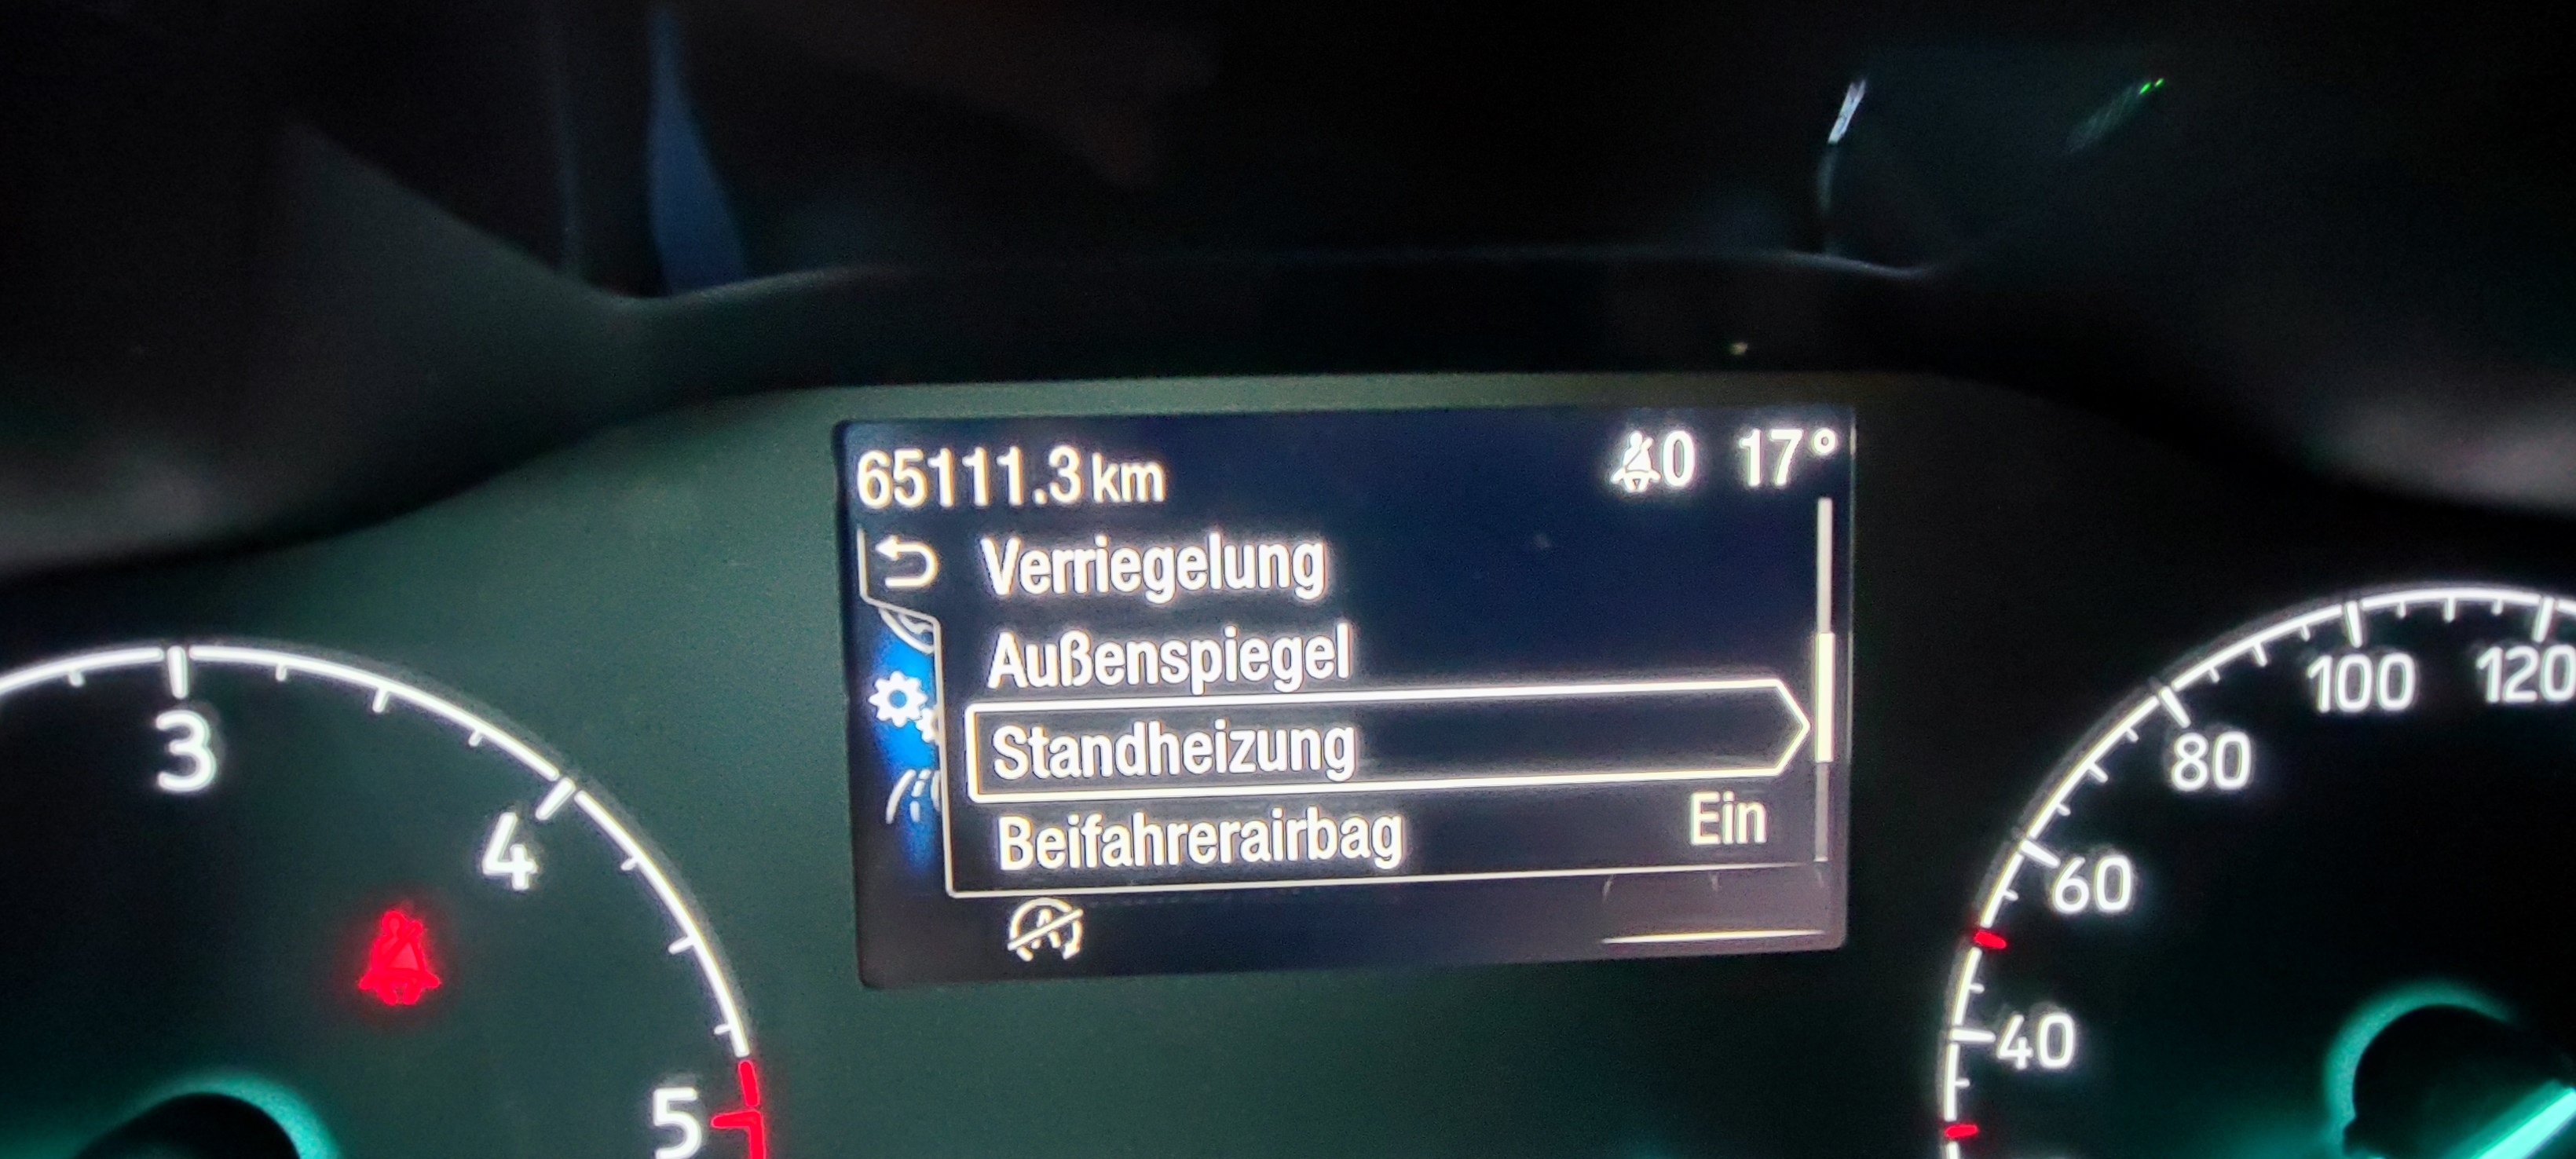 65111.3 km 0 17°
Verriegelung
Außenspiegel
Standheizung
Beifahrerairbag Ein
A
3
4
5
40
60
80
100
120